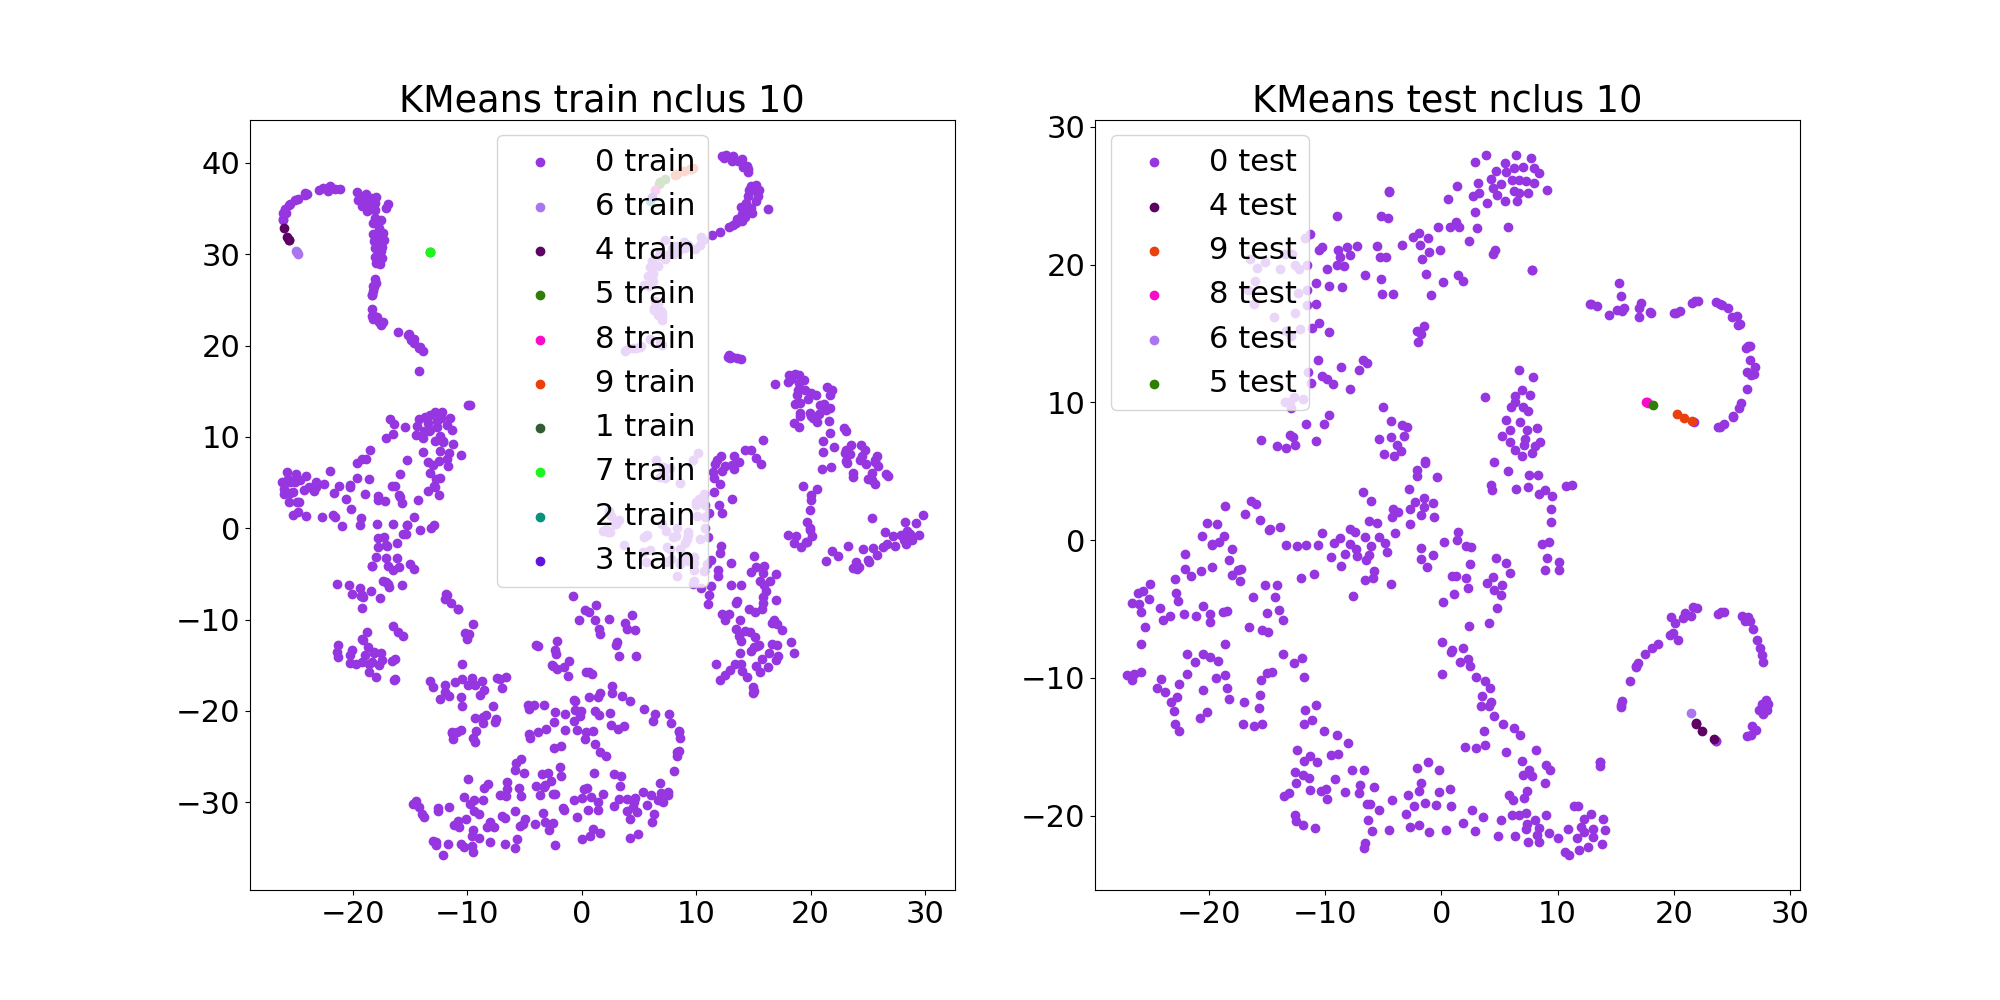 KMeans train nclus 10
40
30
20
10
0
−10
−20
−30
−20
−10
0
10
20
30
0 train
6 train
4 train
5 train
8 train
9 train
1 train
7 train
2 train
3 train
KMeans test nclus 10
30
20
10
0
−10
−20
−20
−10
0
10
20
30
0 test
4 test
9 test
8 test
6 test
5 test